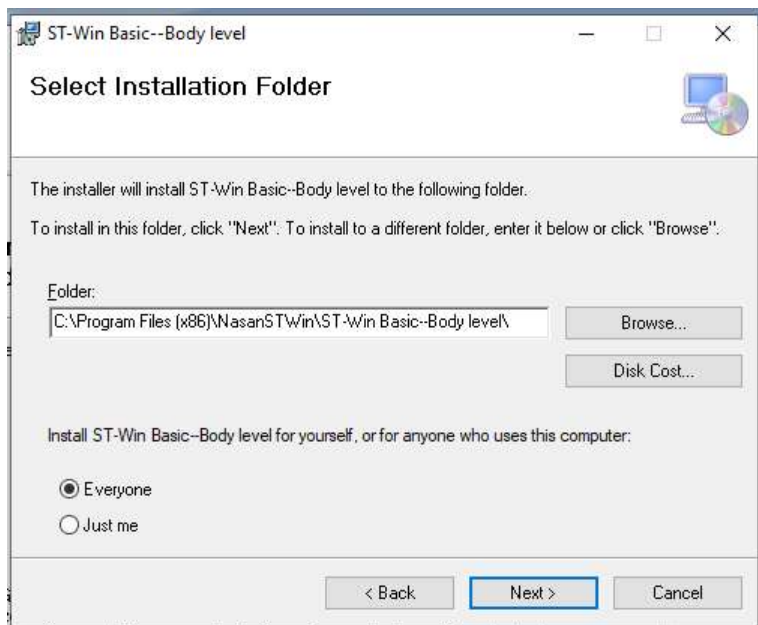 ST-Win Basic--Body level
Select Installation Folder
The installer will install ST-Win Basic--Body level to the following folder.
To install in this folder, click "Next". To install to a different folder, enter it below or click "Browse".
Folder:
C:\Program Files (x86)\NasanSTWin\ST-Win Basic--Body level\
Browse...
Disk Cost...
Install ST-Win Basic--Body level for yourself, or for anyone who uses this computer:
Everyone
Just me
< Back
Next >
Cancel